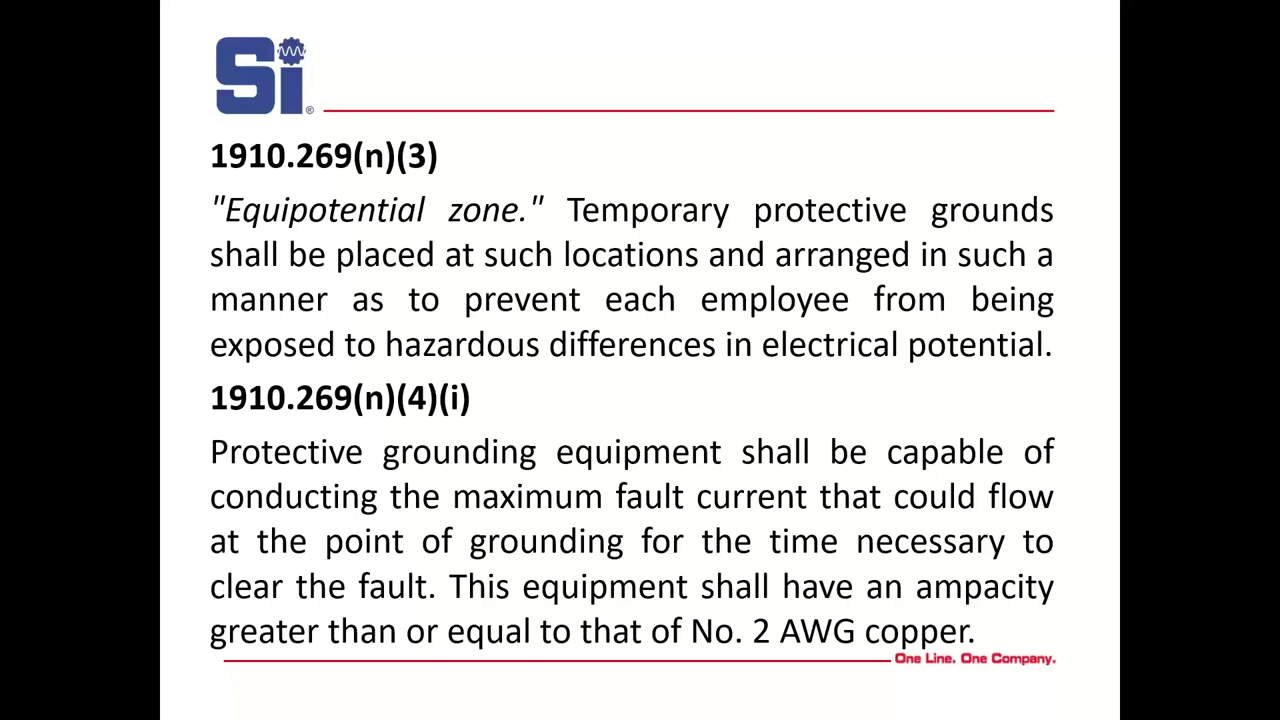 Si®
1910.269(n)(3)
"Equipotential zone." Temporary protective grounds
shall be placed at such locations and arranged in such a
manner as to prevent each employee from being
exposed to hazardous differences in electrical potential.
1910.269(n)(4)(i)
Protective grounding equipment shall be capable of
conducting the maximum fault current that could flow
at the point of grounding for the time necessary to
clear the fault. This equipment shall have an ampacity
greater than or equal to that of No. 2 AWG copper.
One Line. One Company.